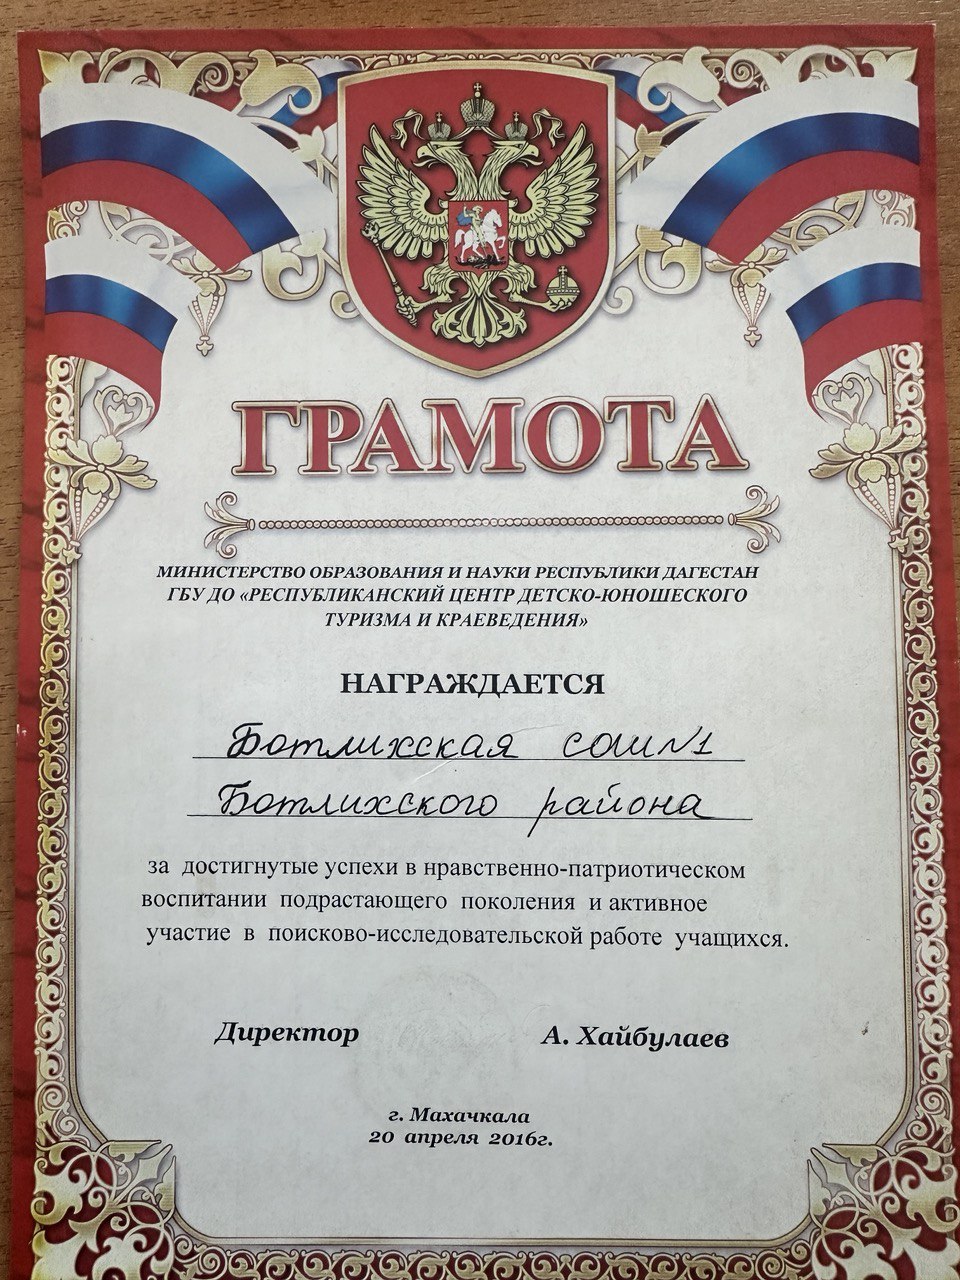 ГРАМОТА
МИНИСТЕРСТВО ОБРАЗОВАНИЯ И НАУКИ РЕСПУБЛИКИ ДАГЕСТАН
ГБУ ДО «РЕСПУБЛИКАНСКИЙ ЦЕНТР ДЕТСКО-ЮНОШЕСКОГО
ТУРИЗМА И КРАЕВЕДЕНИЯ»
НАГРАЖДАЕТСЯ
Ботлихская сош№1
Ботлихского района
за достигнутые успехи в нравственно-патриотическом
воспитании подрастающего поколения и активное
участие в поисково-исследовательской работе учащихся.
Директор А. Хайбулаев
г. Махачкала
20 апреля 2016г.